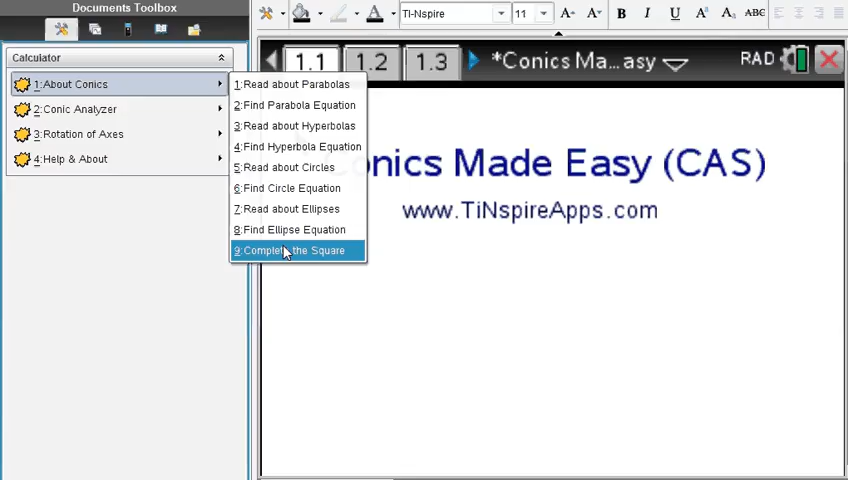 Documents Toolbox
TI-Nspire
11
A+
A-
B
I
U
ABC
Calculator
1:About Conics
2:Conic Analyzer
3:Rotation of Axes
4:Help & About
1:Read about Parabolas
2:Find Parabola Equation
3:Read about Hyperbolas
4:Find Hyperbola Equation
5:Read about Circles
6:Find Circle Equation
7:Read about Ellipses
8:Find Ellipse Equation
9:Complete the Square
1.1
1.2
1.3
*Conics Ma...asy
RAD
onics Made Easy (CAS)
www.TiNspireApps.com